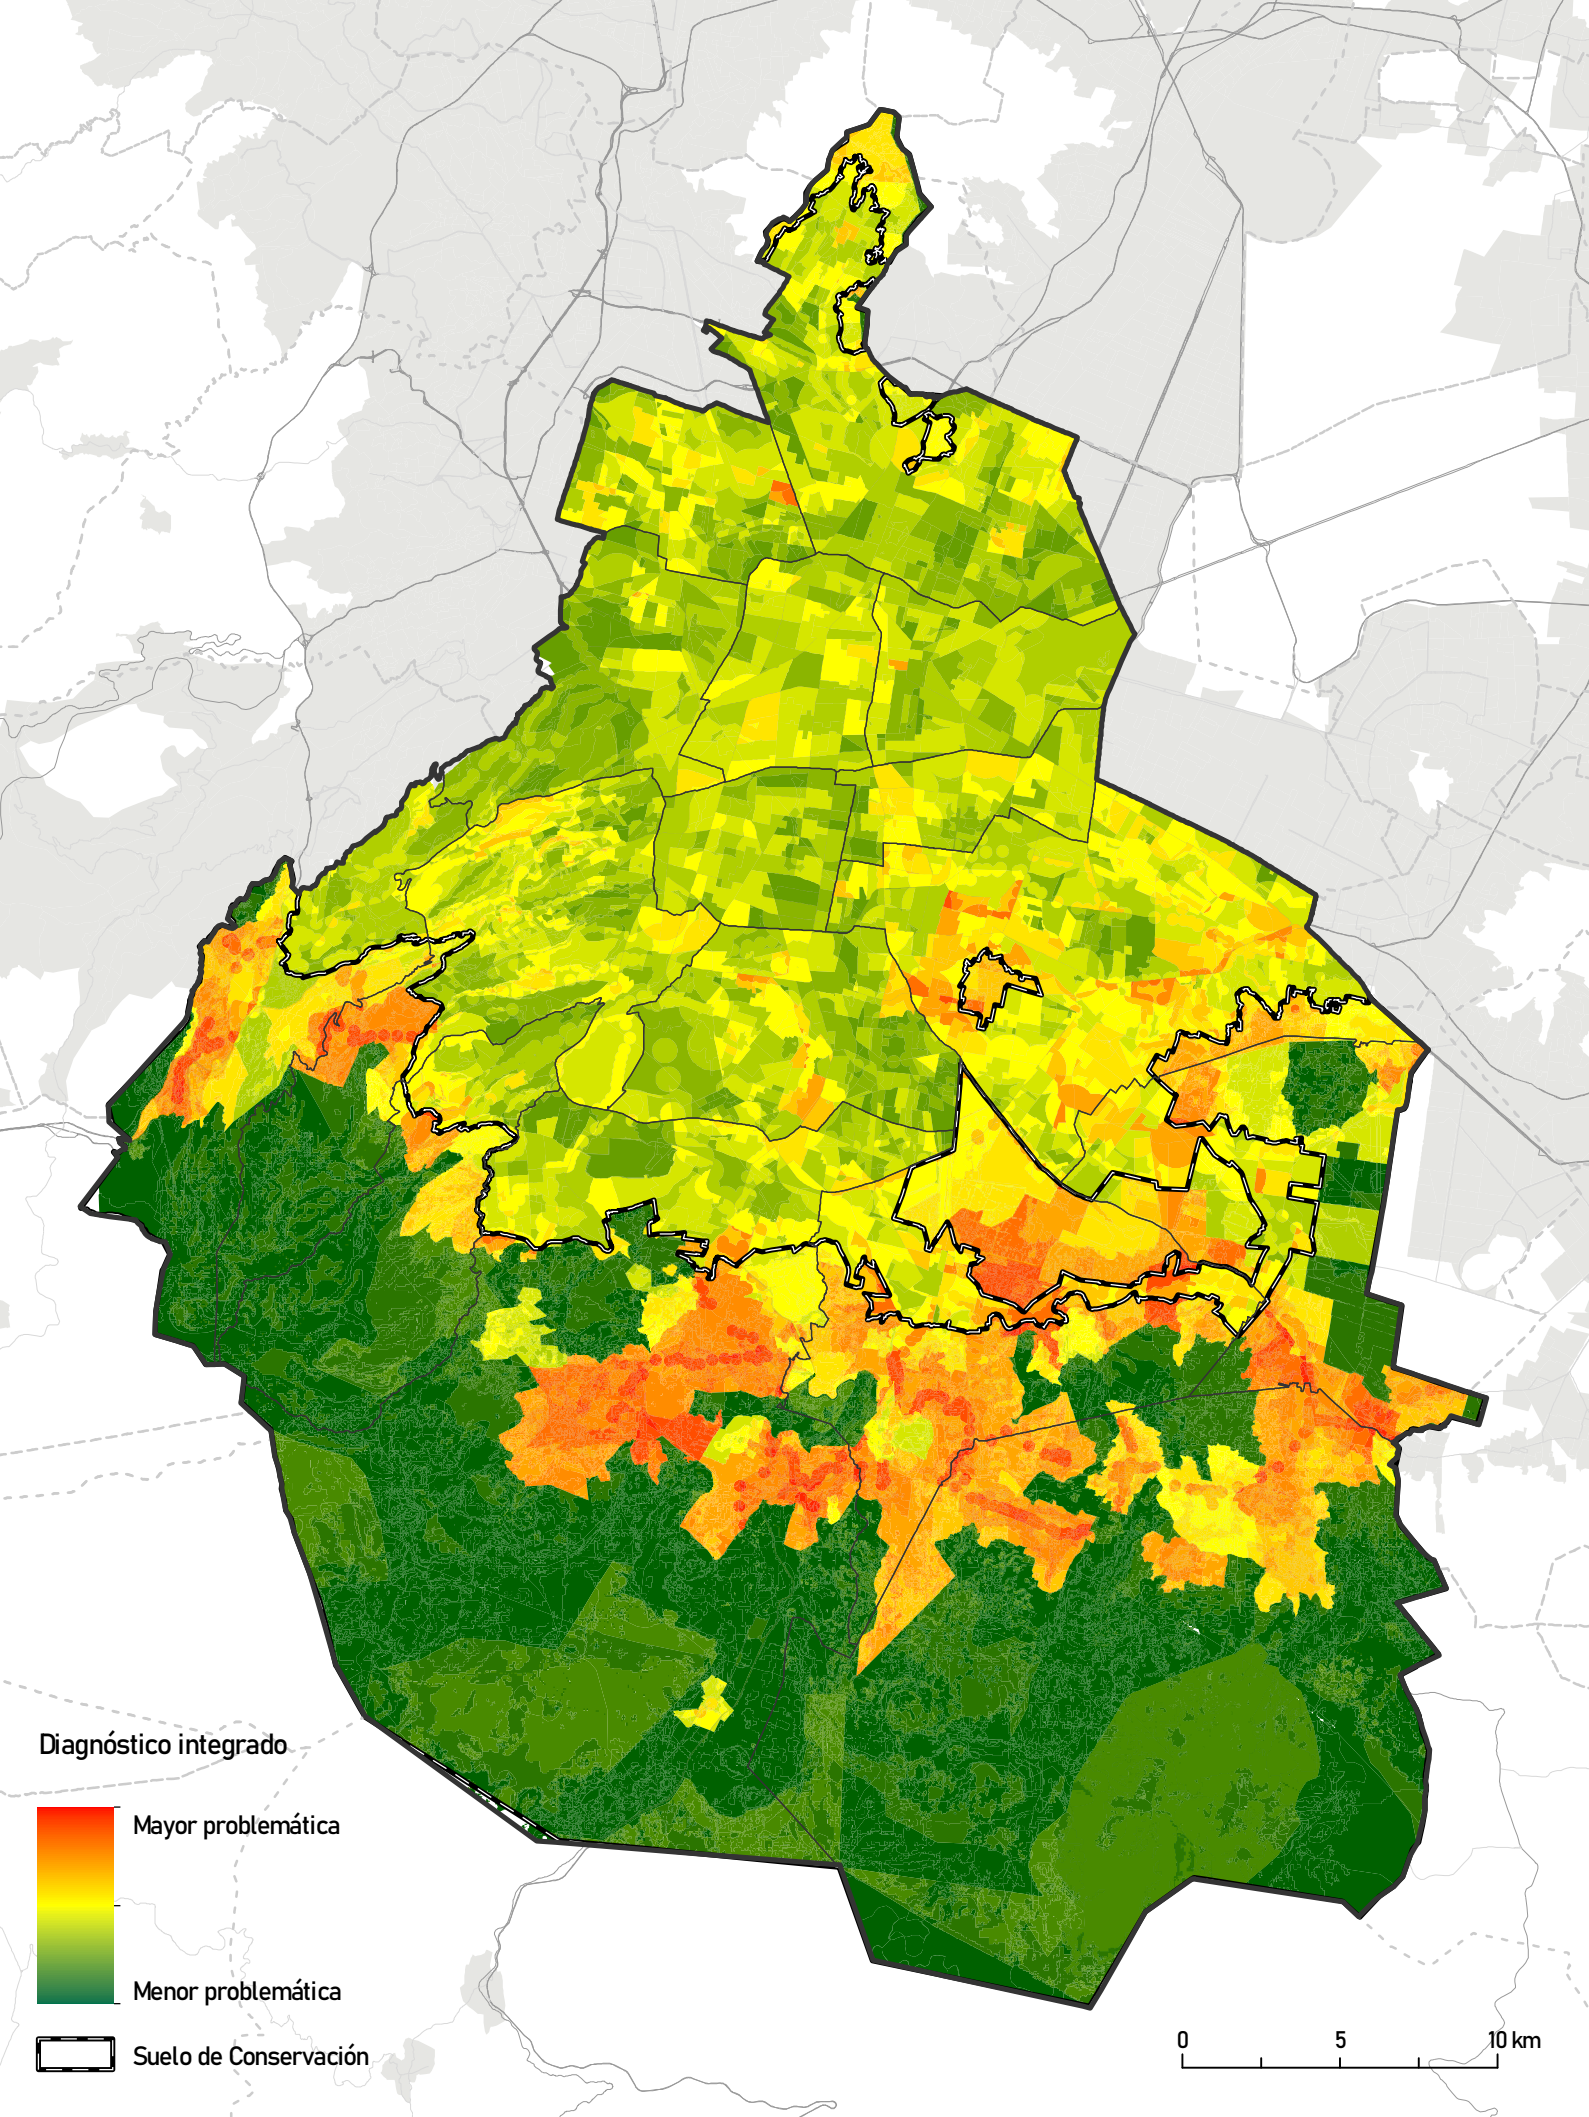 Diagnóstico integrado
Mayor problemática
Menor problemática
Suelo de Conservación
0 5 10 km